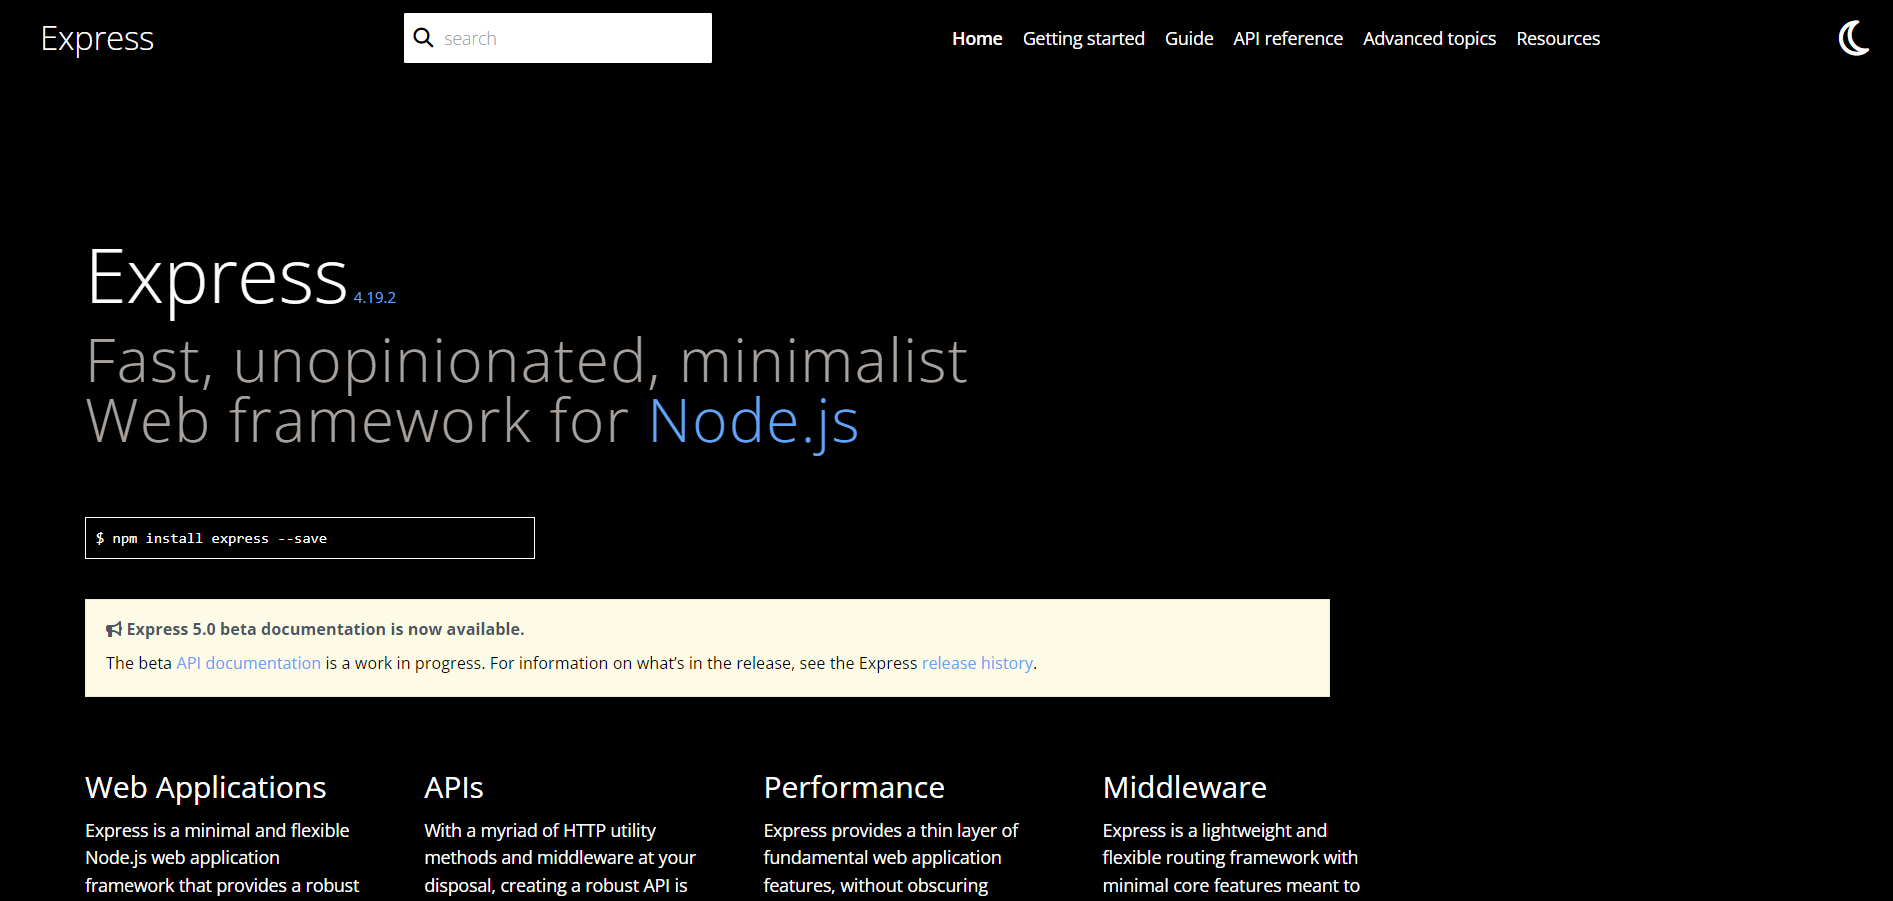 Express
search
Home Getting started Guide API reference Advanced topics Resources
Express 4.19.2
Fast, unopinionated, minimalist
Web framework for Node.js
$ npm install express --save
Express 5.0 beta documentation is now available.
The beta API documentation is a work in progress. For information on what’s in the release, see the Express release history.
Web Applications
Express is a minimal and flexible
Node.js web application
framework that provides a robust
APIs
With a myriad of HTTP utility
methods and middleware at your
disposal, creating a robust API is
Performance
Express provides a thin layer of
fundamental web application
features, without obscuring
Middleware
Express is a lightweight and
flexible routing framework with
minimal core features meant to